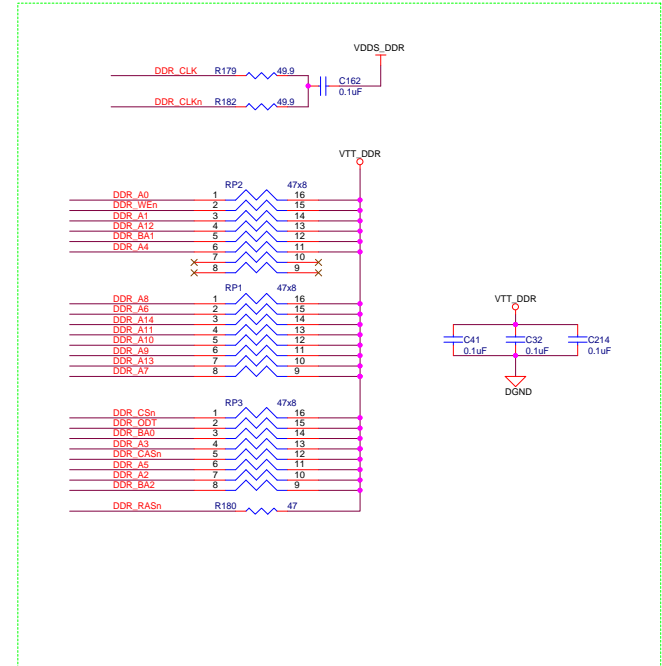 VDDS_DDR
DDR_CLK R179 49.9
C162
0.1uF
DDR_CLKn R182 49.9
VTT_DDR
RP2 47x8
DDR_A0 1 16
DDR_WEn 2 15
DDR_A1 3 14
DDR_A12 4 13
DDR_BA1 5 12
DDR_A4 6 11
7 10
8 9
RP1 47x8
DDR_A8 1 16
DDR_A6 2 15
DDR_A14 3 14
DDR_A11 4 13
DDR_A10 5 12
DDR_A9 6 11
DDR_A13 7 10
DDR_A7 8 9
VTT_DDR
C41 C32 C214
0.1uF 0.1uF 0.1uF
DGND
RP3 47x8
DDR_CSn 1 16
DDR_ODT 2 15
DDR_BA0 3 14
DDR_A3 4 13
DDR_CASn 5 12
DDR_A5 6 11
DDR_A2 7 10
DDR_BA2 8 9
DDR_RASn R180 47